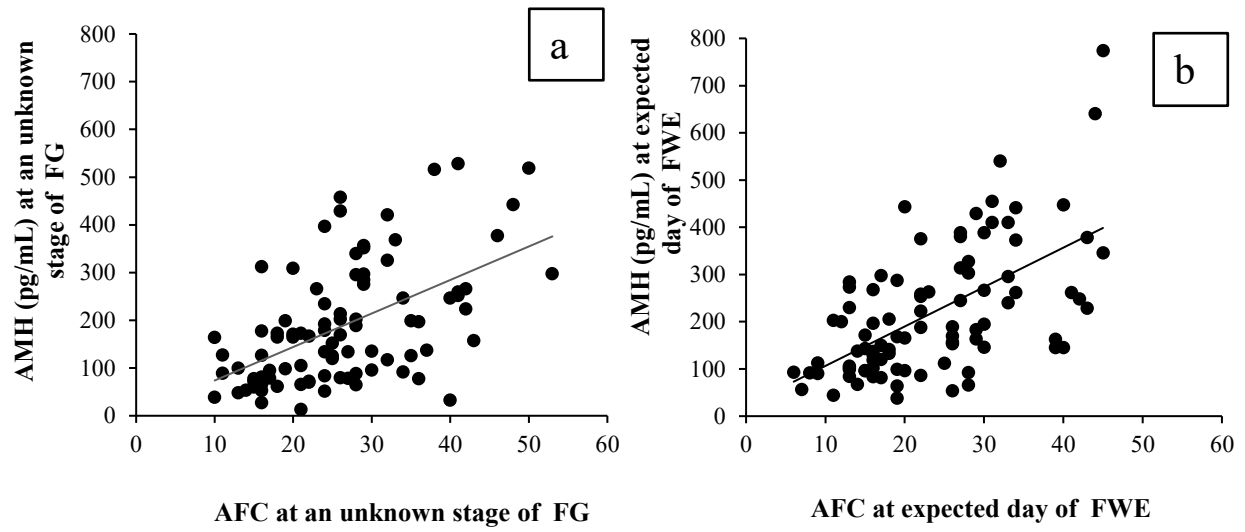 a
AMH (pg/mL) at an unknown
stage of FG
800
700
600
500
400
300
200
100
0
0 10 20 30 40 50 60
AFC at an unknown stage of FG
b
AMH (pg/mL) at expected
day of FWE
800
700
600
500
400
300
200
100
0
0 10 20 30 40 50 60
AFC at expected day of FWE